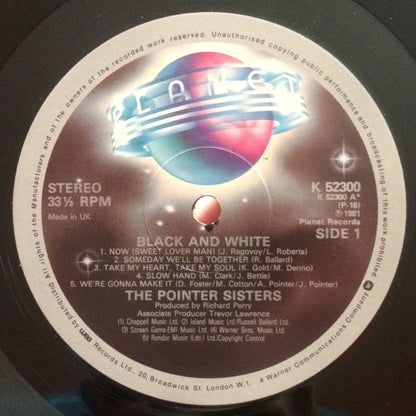 All rights of the Manufacturers and of the owners of the recorded work reserved. Unauthorised copying public performance and broadcasting of this record prohibited.
PLANET
STEREO
33⅓ RPM
Made in UK
K 52300
K 52300 A*
(P-18)
℗ 1981
Planet Records
SIDE 1
BLACK AND WHITE
1. NOW (SWEET LOVER MAN) (J. Regovoy/L. Roberts)
2. SOMEDAY WE'LL BE TOGETHER (R. Ballard)
3. TAKE MY HEART, TAKE MY SOUL (K. Gold/M. Denno)
4. SLOW HAND (M. Clark/J. Bettis)
5. WE'RE GONNA MAKE IT (D. Foster/M. Cotton/A. Pointer/J. Pointer)
THE POINTER SISTERS
Produced by Richard Perry
Associate Producer Trevor Lawrence
(1) Chappell Music Ltd. (2) Island Music Ltd/Russell Ballard Ltd.
(3) Screen Gems-EMI Music Ltd. (4) Warner Bros. Music Ltd.
(5) Rondor Music (Ldn.) Ltd/Copyright Control
Distributed by wea Records Ltd., 20, Broadwick St. London W.1. a Warner Communications Company